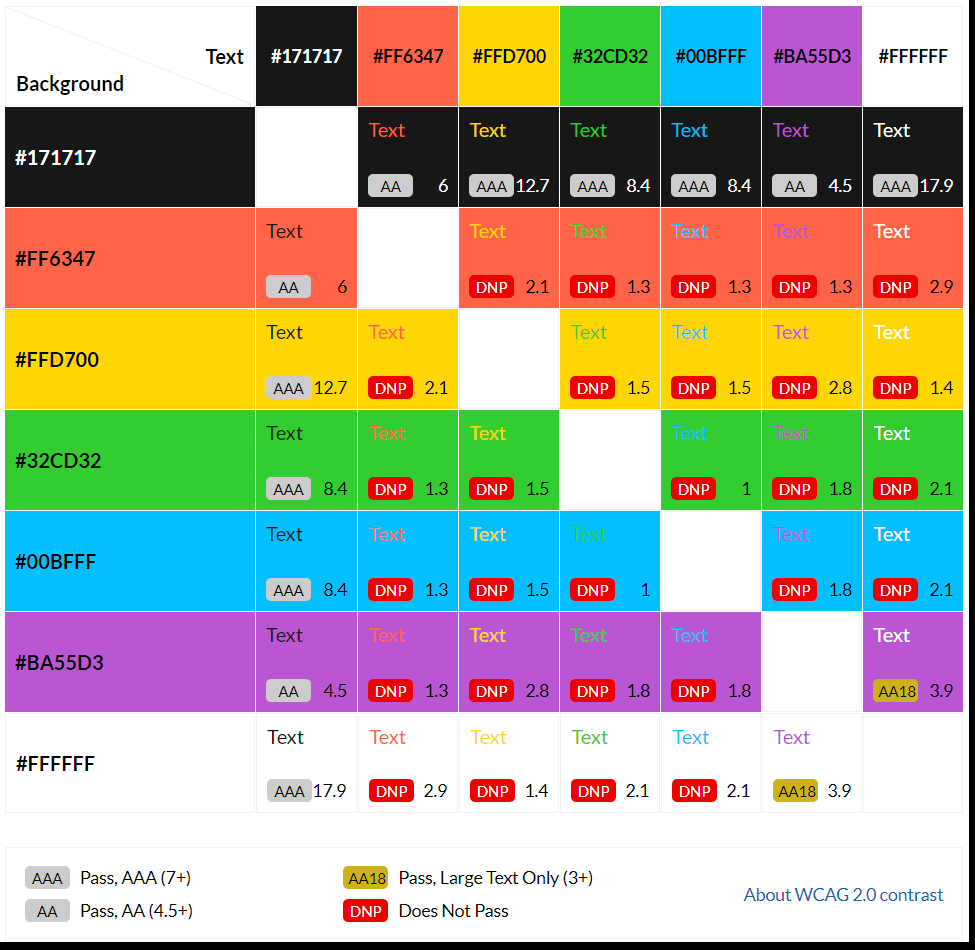 Text #171717 #FF6347 #FFD700 #32CD32 #00BFFF #BA55D3 #FFFFFF
Background
#171717
Text Text Text Text Text Text
AA 6 AAA 12.7 AAA 8.4 AAA 8.4 AA 4.5 AAA 17.9
#FF6347
Text Text Text Text Text Text
AA 6 DNP 2.1 DNP 1.3 DNP 1.3 DNP 1.3 DNP 2.9
#FFD700
Text Text Text Text Text Text
AAA 12.7 DNP 2.1 DNP 1.5 DNP 1.5 DNP 2.8 DNP 1.4
#32CD32
Text Text Text Text Text Text
AAA 8.4 DNP 1.3 DNP 1.5 DNP 1 DNP 1.8 DNP 2.1
#00BFFF
Text Text Text Text Text Text
AAA 8.4 DNP 1.3 DNP 1.5 DNP 1 DNP 1.8 DNP 2.1
#BA55D3
Text Text Text Text Text Text
AA 4.5 DNP 1.3 DNP 2.8 DNP 1.8 DNP 1.8 AA18 3.9
#FFFFFF
Text Text Text Text Text Text
AAA 17.9 DNP 2.9 DNP 1.4 DNP 2.1 DNP 2.1 AA18 3.9
AAA Pass, AAA (7+) AA18 Pass, Large Text Only (3+)
About WCAG 2.0 contrast
AA Pass, AA (4.5+) DNP Does Not Pass